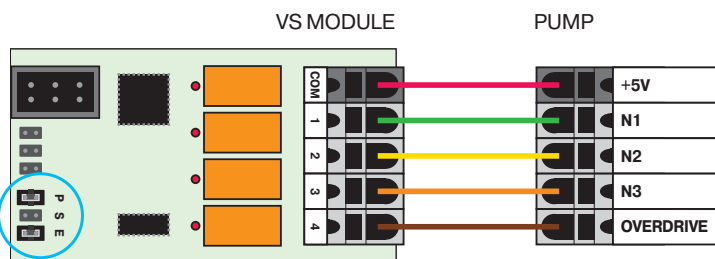 VS MODULE PUMP
COM +5V
1 N1
2 N2
3 N3
4 OVERDRIVE
P
S
E